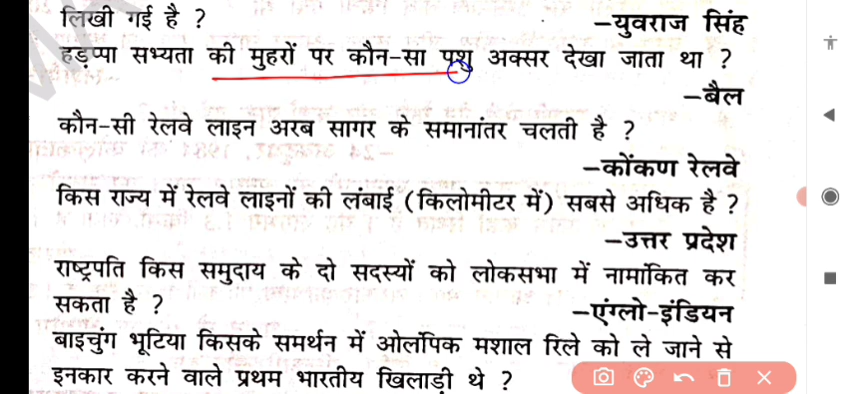 लिखी गई है ?
–युवराज सिंह
हड़प्पा सभ्यता की मुहरों पर कौन-सा पशु अक्सर देखा जाता था ?
–बैल
कौन-सी रेलवे लाइन अरब सागर के समानांतर चलती है ?
–कोंकण रेलवे
किस राज्य में रेलवे लाइनों की लंबाई (किलोमीटर में) सबसे अधिक है ?
–उत्तर प्रदेश
राष्ट्रपति किस समुदाय के दो सदस्यों को लोकसभा में नामांकित कर
सकता है ?
–एंग्लो-इंडियन
बाइचुंग भूटिया किसके समर्थन में ओलंपिक मशाल रिले को ले जाने से
इनकार करने वाले प्रथम भारतीय खिलाड़ी थे ?